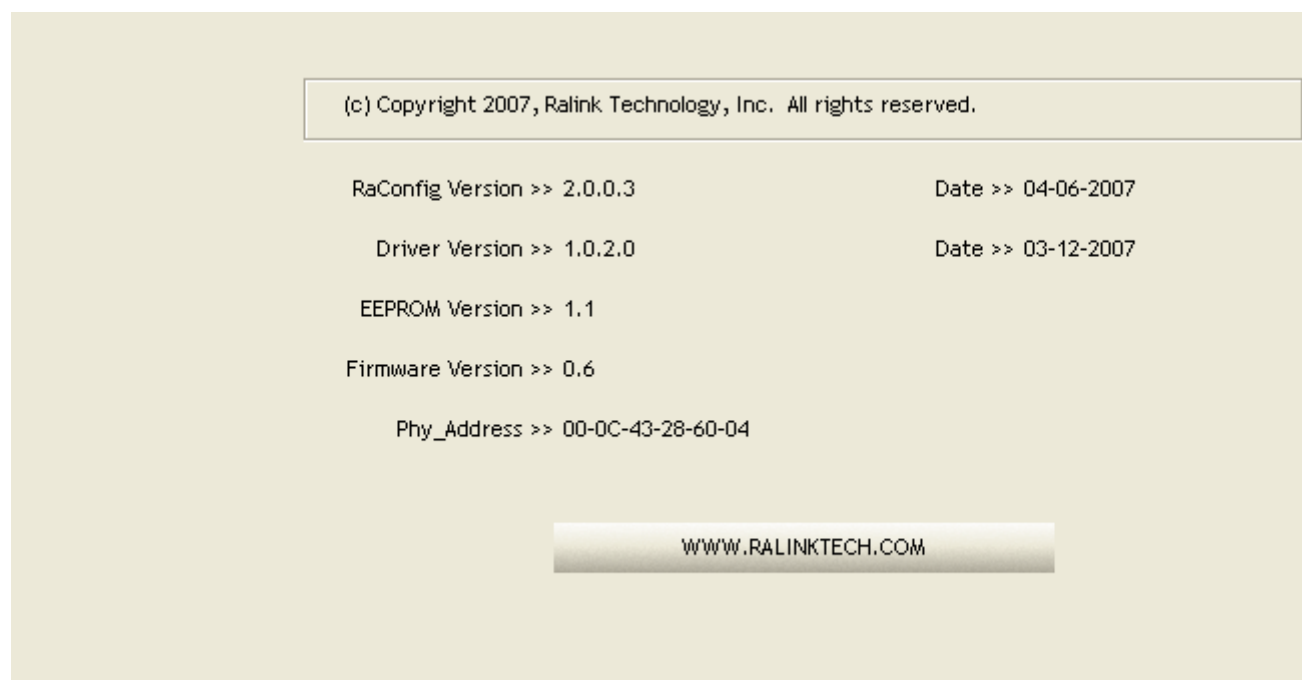 (c) Copyright 2007, Ralink Technology, Inc.  All rights reserved.
RaConfig Version >> 2.0.0.3 Date >> 04-06-2007
Driver Version >> 1.0.2.0 Date >> 03-12-2007
EEPROM Version >> 1.1
Firmware Version >> 0.6
Phy_Address >> 00-0C-43-28-60-04
WWW.RALINKTECH.COM